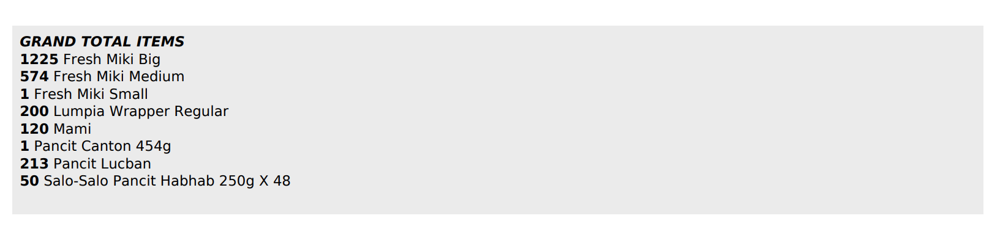 GRAND TOTAL ITEMS
1225 Fresh Miki Big
574 Fresh Miki Medium
1 Fresh Miki Small
200 Lumpia Wrapper Regular
120 Mami
1 Pancit Canton 454g
213 Pancit Lucban
50 Salo-Salo Pancit Habhab 250g X 48